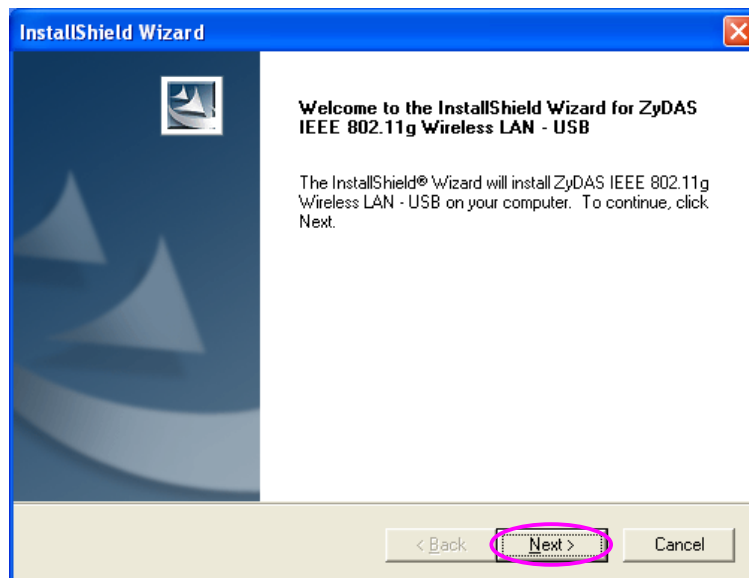 InstallShield Wizard
Welcome to the InstallShield Wizard for ZyDAS
IEEE 802.11g Wireless LAN - USB
The InstallShield® Wizard will install ZyDAS IEEE 802.11g
Wireless LAN - USB on your computer.  To continue, click
Next.
< Back Next > Cancel